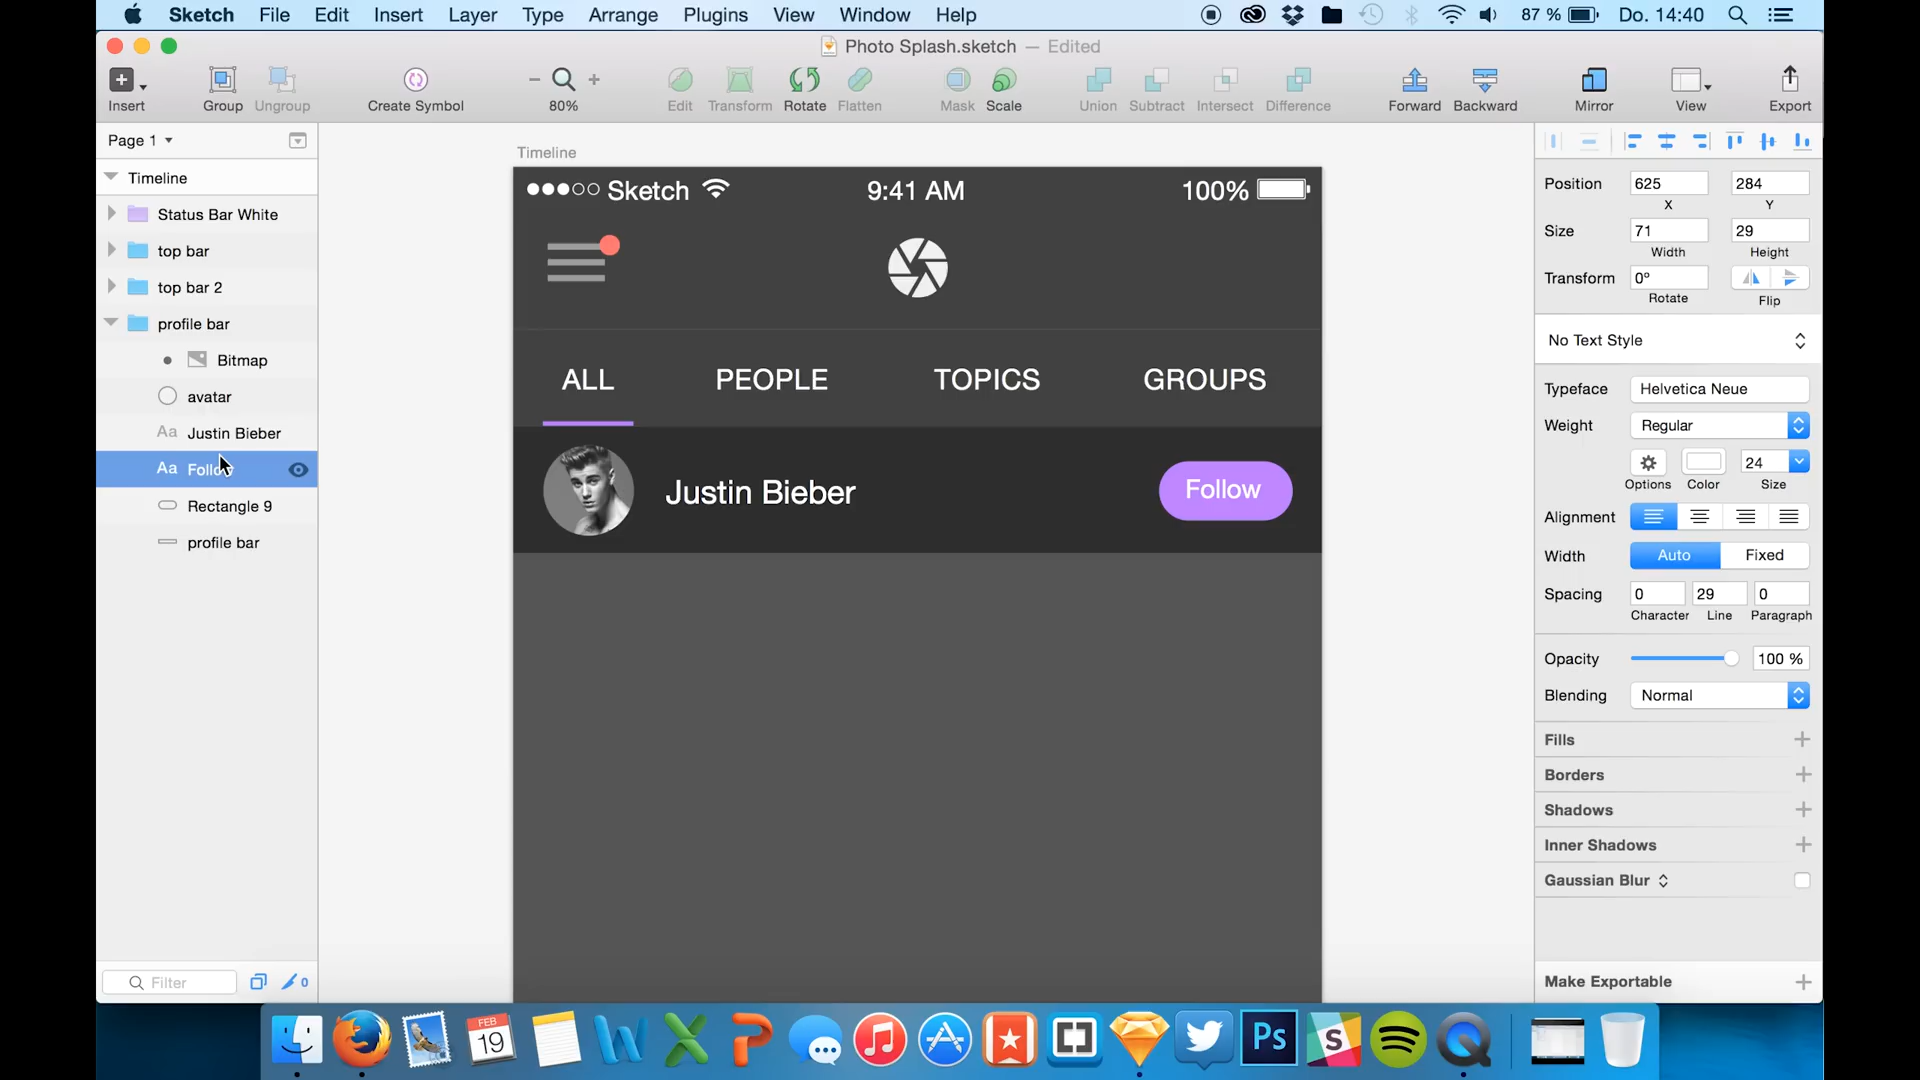 Sketch File Edit Insert Layer Type Arrange Plugins View Window Help 87 % Do. 14:40
Photo Splash.sketch — Edited
Insert Group Ungroup Create Symbol 80% Edit Transform Rotate Flatten Mask Scale Union Subtract Intersect Difference Forward Backward Mirror View Export
Page 1
Timeline
Status Bar White
top bar
top bar 2
profile bar
Bitmap
avatar
Aa Justin Bieber
Aa Follow
Rectangle 9
profile bar
Filter
0
Timeline
Sketch 9:41 AM 100%
ALL PEOPLE TOPICS GROUPS
Justin Bieber Follow
Position 625 284
X Y
Size 71 29
Width Height
Transform 0°
Rotate Flip
No Text Style
Typeface Helvetica Neue
Weight Regular
24
Options Color Size
Alignment
Width Auto Fixed
Spacing 0 29 0
Character Line Paragraph
Opacity 100 %
Blending Normal
Fills
Borders
Shadows
Inner Shadows
Gaussian Blur
Make Exportable
FEB
19
W X P
Ps S